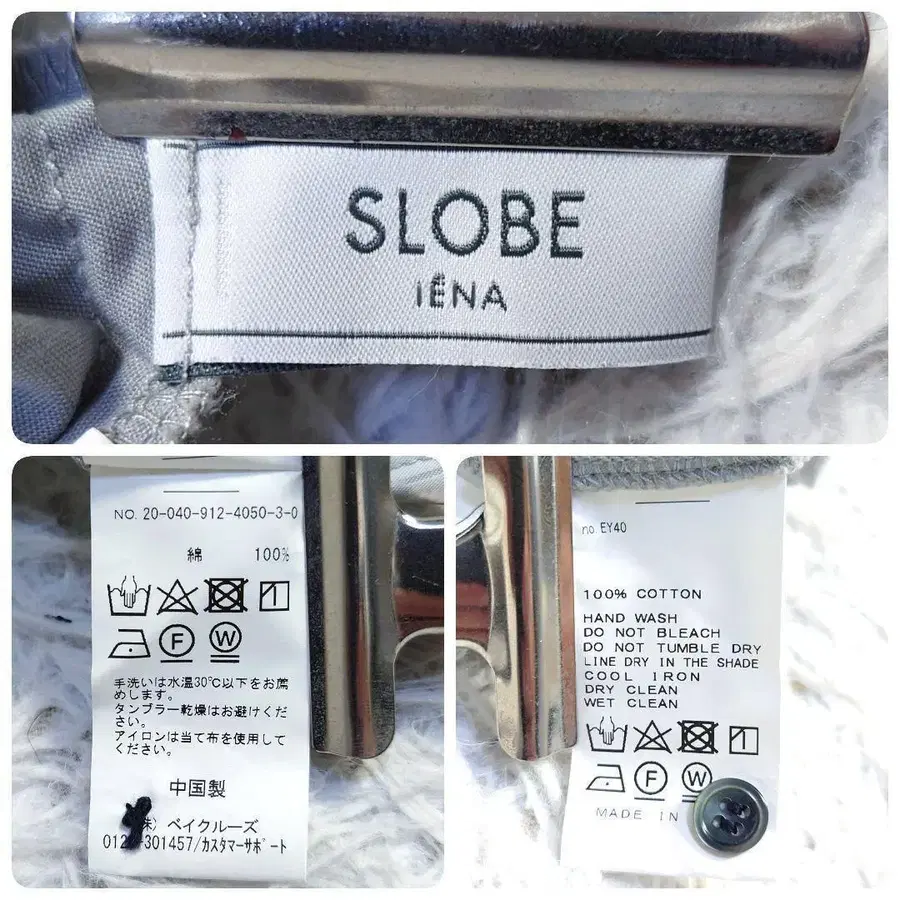 SLOBE
IÉNA
NO. 20-040-912-4050-3-0
綿 100%
F W
手洗いは水温30℃以下をお薦
めします。
タンブラー乾燥はお避けくだ
さい。
アイロンは当て布を使用して
ください。
中国製
株) ベイクルーズ
012 -301457/カスタマーサポート
no. EY40
100% COTTON
HAND WASH
DO NOT BLEACH
DO NOT TUMBLE DRY
LINE DRY IN THE SHADE
COOL IRON
DRY CLEAN
WET CLEAN
F W
MADE IN